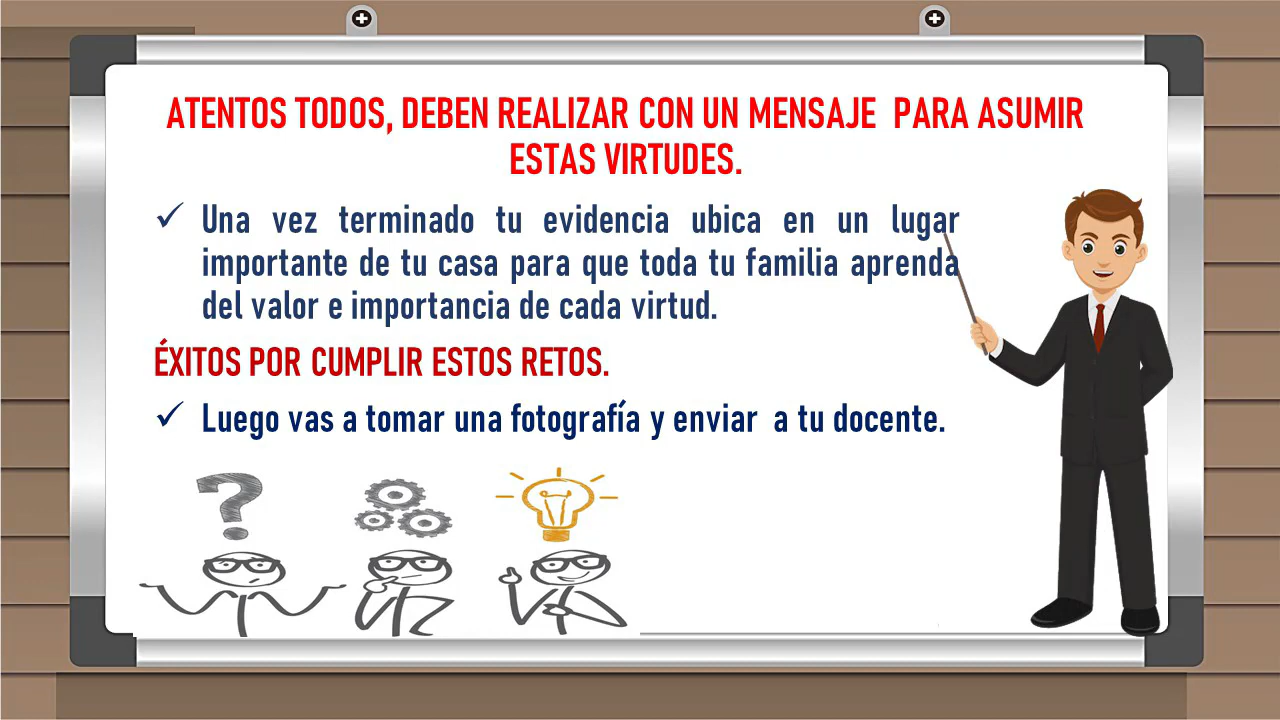 ATENTOS TODOS, DEBEN REALIZAR CON UN MENSAJE PARA ASUMIR
ESTAS VIRTUDES.
✓ Una vez terminado tu evidencia ubica en un lugar
importante de tu casa para que toda tu familia aprenda
del valor e importancia de cada virtud.
ÉXITOS POR CUMPLIR ESTOS RETOS.
✓ Luego vas a tomar una fotografía y enviar a tu docente.
?